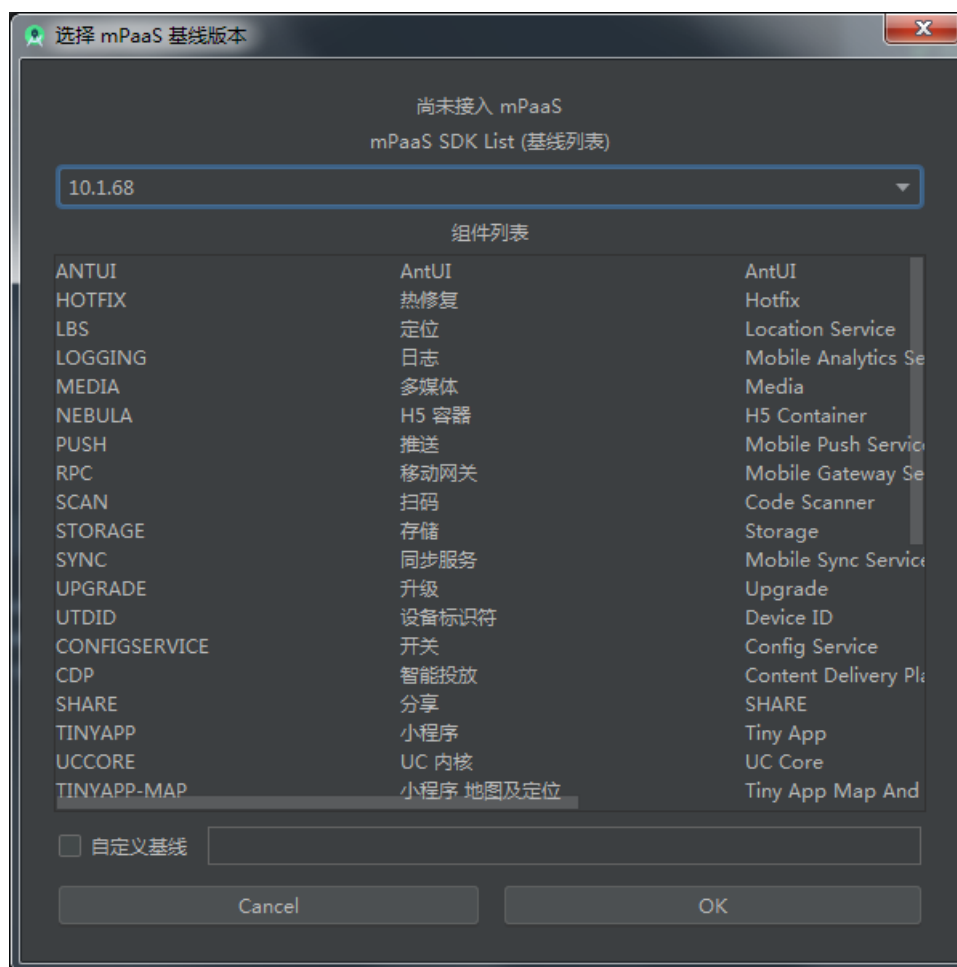 选择 mPaaS 基线版本
尚未接入 mPaaS
mPaaS SDK List (基线列表)
10.1.68
组件列表
ANTUI AntUI AntUI
HOTFIX 热修复 Hotfix
LBS 定位 Location Service
LOGGING 日志 Mobile Analytics Se
MEDIA 多媒体 Media
NEBULA H5 容器 H5 Container
PUSH 推送 Mobile Push Servic
RPC 移动网关 Mobile Gateway Se
SCAN 扫码 Code Scanner
STORAGE 存储 Storage
SYNC 同步服务 Mobile Sync Service
UPGRADE 升级 Upgrade
UTDID 设备标识符 Device ID
CONFIGSERVICE 开关 Config Service
CDP 智能投放 Content Delivery Pla
SHARE 分享 SHARE
TINYAPP 小程序 Tiny App
UCCORE UC 内核 UC Core
TINYAPP-MAP 小程序 地图及定位 Tiny App Map And
自定义基线
Cancel OK